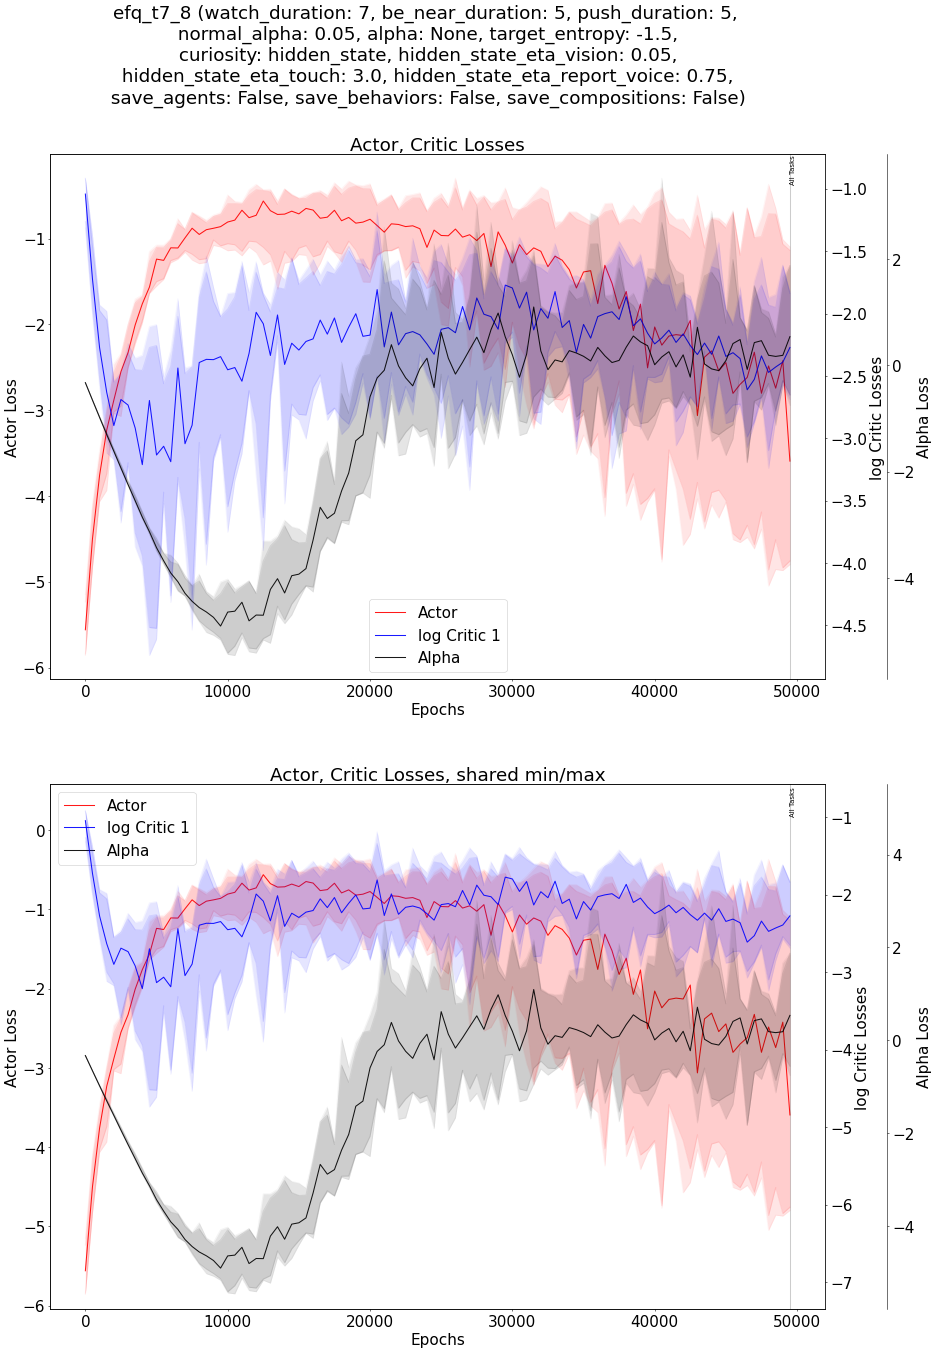 efq_t7_8 (watch_duration: 7, be_near_duration: 5, push_duration: 5,
normal_alpha: 0.05, alpha: None, target_entropy: -1.5,
curiosity: hidden_state, hidden_state_eta_vision: 0.05,
hidden_state_eta_touch: 3.0, hidden_state_eta_report_voice: 0.75,
save_agents: False, save_behaviors: False, save_compositions: False)
Actor, Critic Losses
All Tasks
−1
−2
−3
−4
−5
−6
Actor Loss
−1.0
−1.5
−2.0
−2.5
−3.0
−3.5
−4.0
−4.5
log Critic Losses
2
0
−2
−4
Alpha Loss
Actor
log Critic 1
Alpha
0
10000
20000
30000
40000
50000
Epochs
Actor, Critic Losses, shared min/max
All Tasks
Actor
log Critic 1
Alpha
0
−1
−2
−3
−4
−5
−6
Actor Loss
−1
−2
−3
−4
−5
−6
−7
log Critic Losses
4
2
0
−2
−4
Alpha Loss
0
10000
20000
30000
40000
50000
Epochs